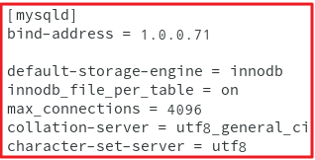 [mysqld]
bind-address = 1.0.0.71
default-storage-engine = innodb
innodb_file_per_table = on
max_connections = 4096
collation-server = utf8_general_ci
character-set-server = utf8